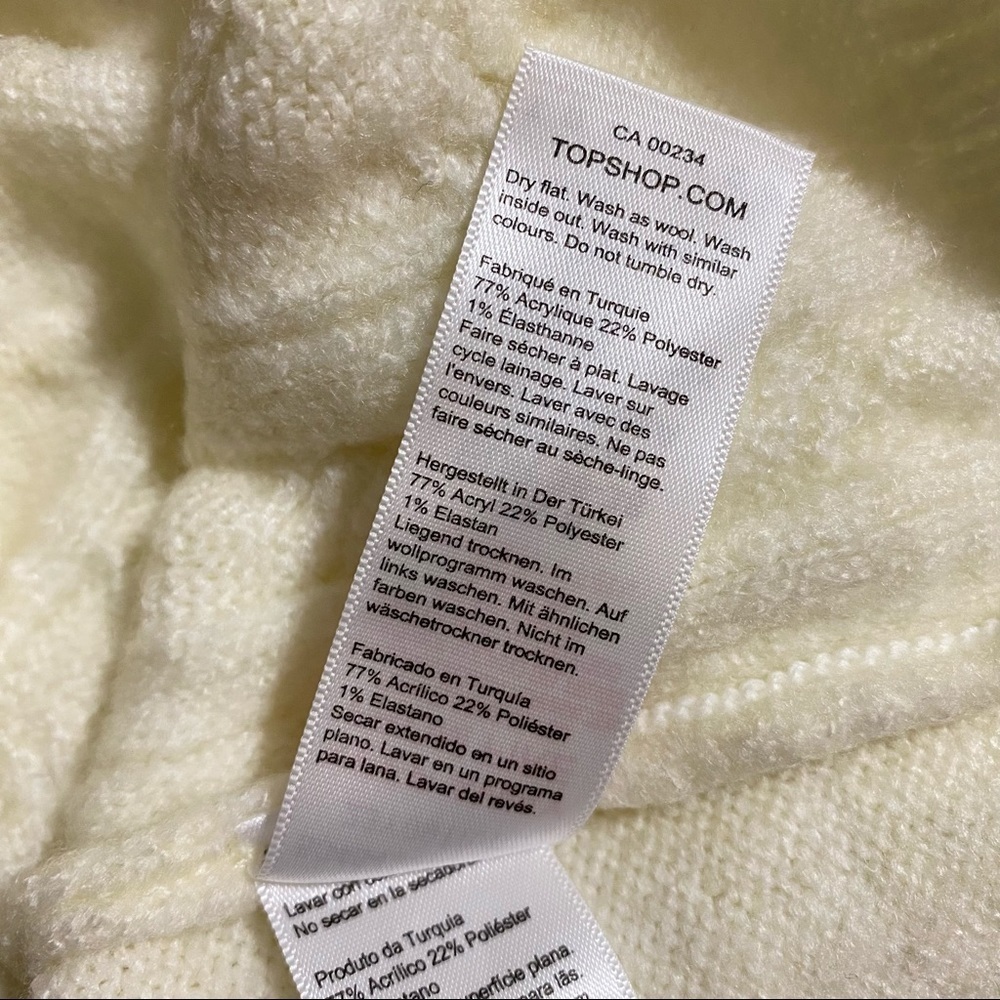 CA 00234
TOPSHOP.COM
Dry flat. Wash as wool. Wash
inside out. Wash with similar
colours. Do not tumble dry.
Fabriqué en Turquie
77% Acrylique 22% Polyester
1% Élasthanne
Faire sécher à plat. Lavage
cycle lainage. Laver sur
l'envers. Laver avec des
couleurs similaires. Ne pas
faire sécher au sèche-linge.
Hergestellt in Der Türkei
77% Acryl 22% Polyester
1% Elastan
Liegend trocknen. Im
wollprogramm waschen. Auf
links waschen. Mit ähnlichen
farben waschen. Nicht im
wäschetrockner trocknen.
Fabricado en Turquía
77% Acrílico 22% Poliéster
1% Elastano
Secar extendido en un sitio
plano. Lavar en un programa
para lana. Lavar del revés.
Lavar con
No secar en la
Produto da Turquia
Acrílico 22% Poliéster
plana.
para lãs.